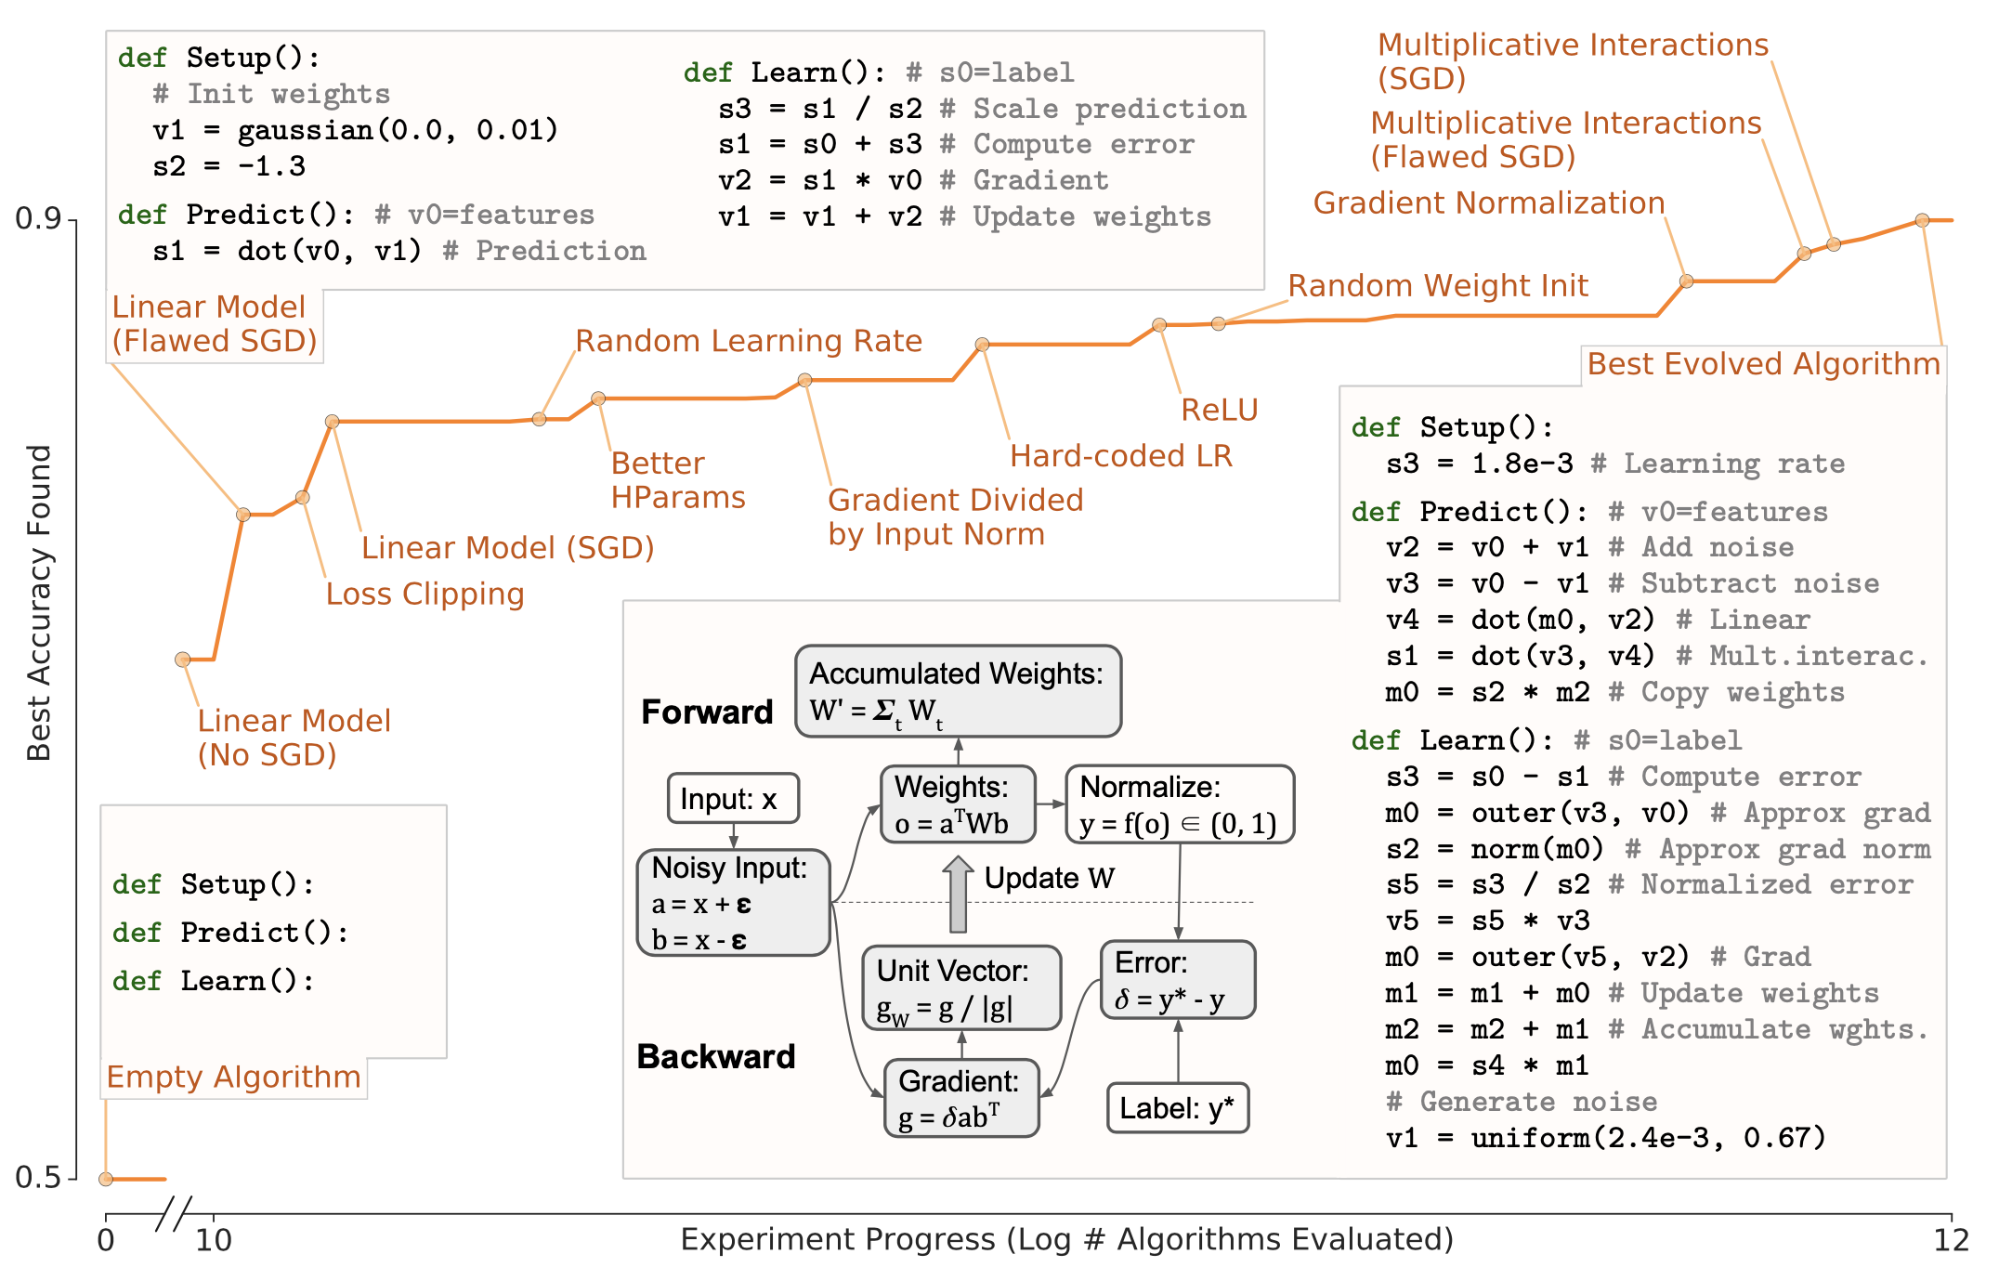 def Setup():
# Init weights
v1 = gaussian(0.0, 0.01)
s2 = -1.3
def Predict(): # v0=features
s1 = dot(v0, v1) # Prediction
def Learn(): # s0=label
s3 = s1 / s2 # Scale prediction
s1 = s0 + s3 # Compute error
v2 = s1 * v0 # Gradient
v1 = v1 + v2 # Update weights
Linear Model
(Flawed SGD)
Multiplicative Interactions
(SGD)
Multiplicative Interactions
(Flawed SGD)
Gradient Normalization
Random Weight Init
Random Learning Rate
ReLU
Hard-coded LR
Better
HParams
Gradient Divided
by Input Norm
Linear Model (SGD)
Loss Clipping
Linear Model
(No SGD)
Best Evolved Algorithm
def Setup():
s3 = 1.8e-3 # Learning rate
def Predict(): # v0=features
v2 = v0 + v1 # Add noise
v3 = v0 - v1 # Subtract noise
v4 = dot(m0, v2) # Linear
s1 = dot(v3, v4) # Mult.interac.
m0 = s2 * m2 # Copy weights
def Learn(): # s0=label
s3 = s0 - s1 # Compute error
m0 = outer(v3, v0) # Approx grad
s2 = norm(m0) # Approx grad norm
s5 = s3 / s2 # Normalized error
v5 = s5 * v3
m0 = outer(v5, v2) # Grad
m1 = m1 + m0 # Update weights
m2 = m2 + m1 # Accumulate wghts.
m0 = s4 * m1
# Generate noise
v1 = uniform(2.4e-3, 0.67)
Forward
Accumulated Weights:
W' = Σt Wt
Input: x
Weights:
o = aᵀWb
Normalize:
y = f(o) ∈ (0, 1)
Noisy Input:
a = x + ε
b = x - ε
Update W
Unit Vector:
gW = g / |g|
Error:
δ = y* - y
Backward
Gradient:
g = δabᵀ
Label: y*
def Setup():
def Predict():
def Learn():
Empty Algorithm
Best Accuracy Found
0.9
0.5
0
10
Experiment Progress (Log # Algorithms Evaluated)
12